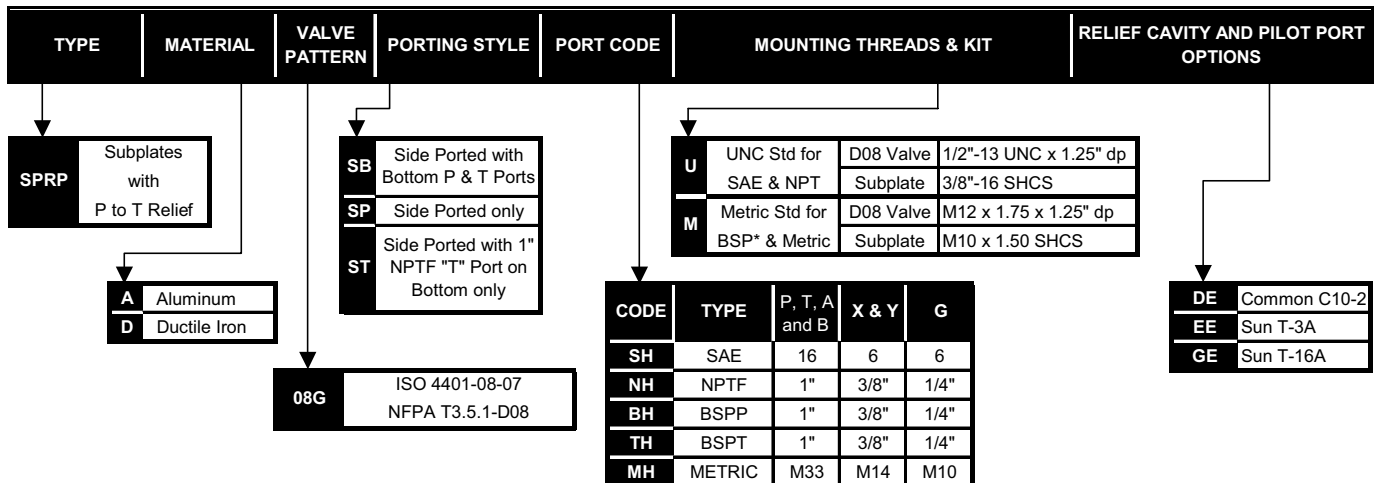 TYPE
MATERIAL
VALVE PATTERN
PORTING STYLE
PORT CODE
MOUNTING THREADS & KIT
RELIEF CAVITY AND PILOT PORT OPTIONS
SPRP
Subplates
with
P to T Relief
A Aluminum
D Ductile Iron
08G
ISO 4401-08-07
NFPA T3.5.1-D08
SB
Side Ported with
Bottom P & T Ports
SP Side Ported only
ST
Side Ported with 1"
NPTF "T" Port on
Bottom only
CODE TYPE P, T, A and B X & Y G
SH SAE 16 6 6
NH NPTF 1" 3/8" 1/4"
BH BSPP 1" 3/8" 1/4"
TH BSPT 1" 3/8" 1/4"
MH METRIC M33 M14 M10
U
UNC Std for D08 Valve 1/2"-13 UNC x 1.25" dp
SAE & NPT Subplate 3/8"-16 SHCS
M
Metric Std for D08 Valve M12 x 1.75 x 1.25" dp
BSP* & Metric Subplate M10 x 1.50 SHCS
DE Common C10-2
EE Sun T-3A
GE Sun T-16A